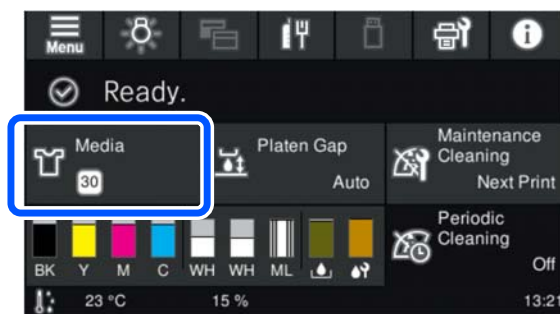 Menu
Ready.
Media
30
Platen Gap
Auto
Maintenance
Cleaning
Next Print
BK Y M C WH WH ML
Periodic
Cleaning
Off
23 °C 15 % 13:21